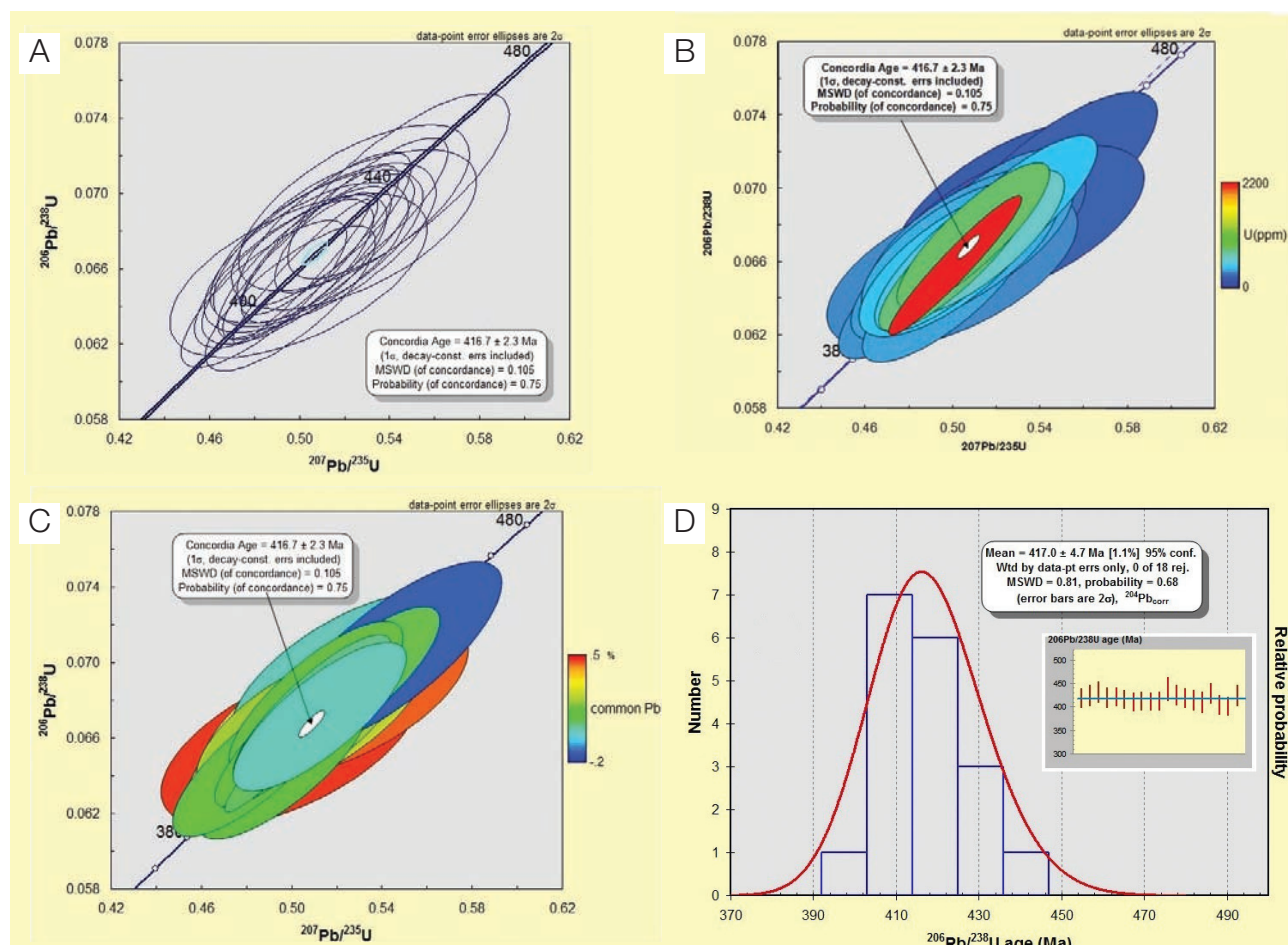 A
data-point error ellipses are 2σ
0.078
480
0.074
0.070
440
206Pb/238U
0.066
400
0.062
Concordia Age = 416.7 ± 2.3 Ma
(1σ, decay-const. errs included)
MSWD (of concordance) = 0.105
Probability (of concordance) = 0.75
0.058
0.42 0.46 0.50 0.54 0.58 0.62
207Pb/235U
B
data-point error ellipses are 2σ
0.078
480
Concordia Age = 416.7 ± 2.3 Ma
(1σ, decay-const. errs included)
MSWD (of concordance) = 0.105
Probability (of concordance) = 0.75
0.074
0.070
206Pb/238U
0.066
2200
U(ppm)
0
0.062
38
0.058
0.42 0.46 0.50 0.54 0.58 0.62
207Pb/235U
C
data-point error ellipses are 2σ
0.078
480
Concordia Age = 416.7 ± 2.3 Ma
(1σ, decay-const. errs included)
MSWD (of concordance) = 0.105
Probability (of concordance) = 0.75
0.074
0.070
206Pb/238U
0.066
.5 %
common Pb
-.2
0.062
380
0.058
0.42 0.46 0.50 0.54 0.58 0.62
207Pb/235U
D
9
8
7
6
5
4
3
2
1
0
Number
Mean = 417.0 ± 4.7 Ma [1.1%] 95% conf.
Wtd by data-pt errs only, 0 of 18 rej.
MSWD = 0.81, probability = 0.68
(error bars are 2σ), 204Pbcorr
206Pb/238U age (Ma)
500
450
400
350
300
Relative probability
370 390 410 430 450 470 490
206Pb/238U age (Ma)